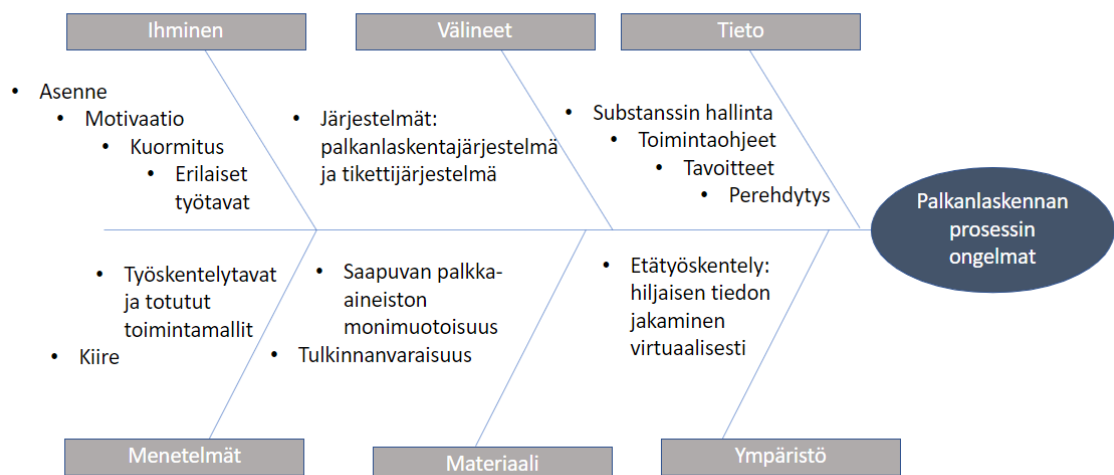 Ihminen
Välineet
Tieto
• Asenne
• Motivaatio
• Kuormitus
• Erilaiset
työtavat
• Järjestelmät:
palkanlaskentajärjestelmä
ja tikettijärjestelmä
• Substanssin hallinta
• Toimintaohjeet
• Tavoitteet
• Perehdytys
Palkanlaskennan
prosessin
ongelmat
• Työskentelytavat
ja totutut
toimintamallit
• Kiire
• Saapuvan palkka-
aineiston
monimuotoisuus
• Tulkinnanvaraisuus
• Etätyöskentely:
hiljaisen tiedon
jakaminen
virtuaalisesti
Menetelmät
Materiaali
Ympäristö